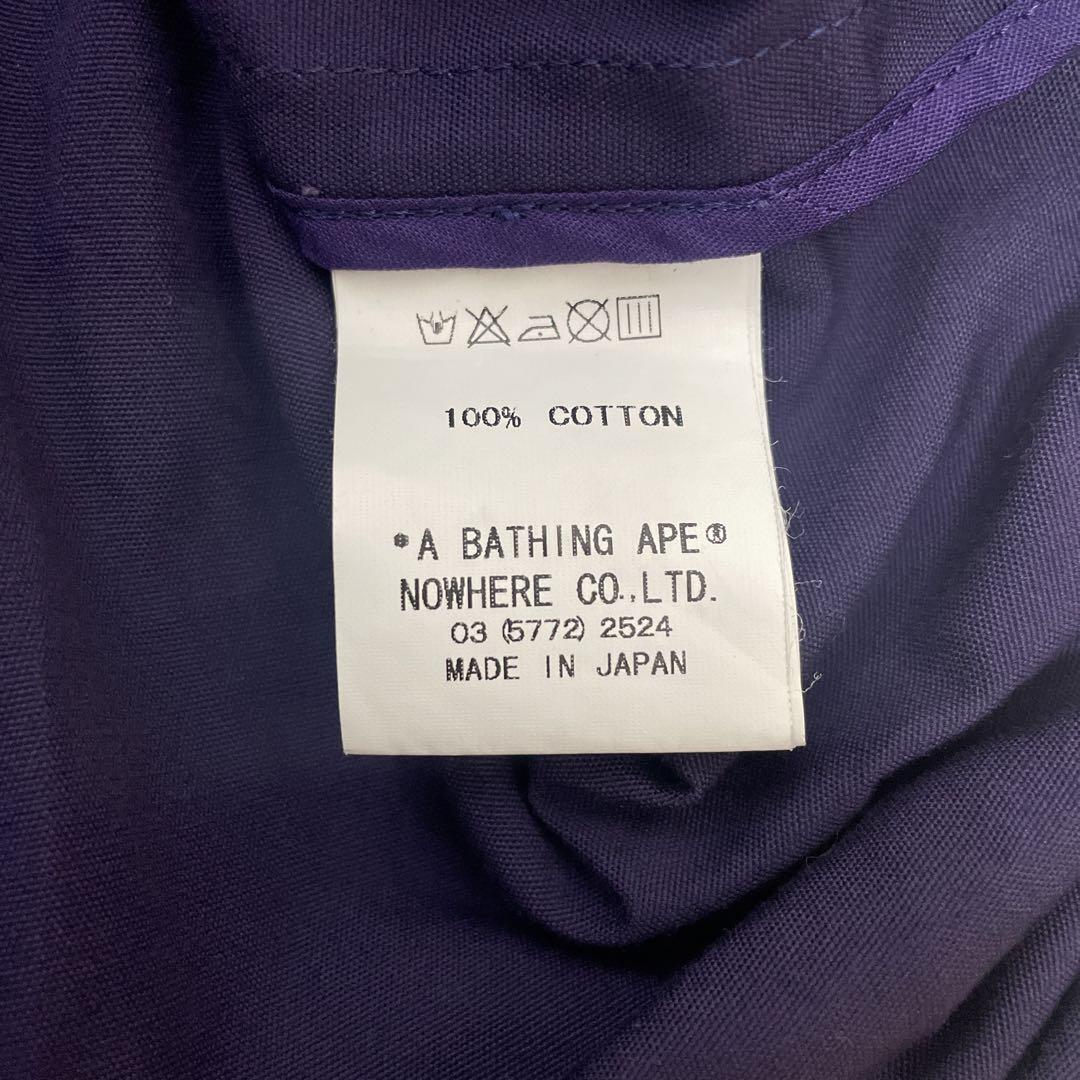 100% COTTON
*A BATHING APE®
NOWHERE CO.,LTD.
03 (5772) 2524
MADE IN JAPAN